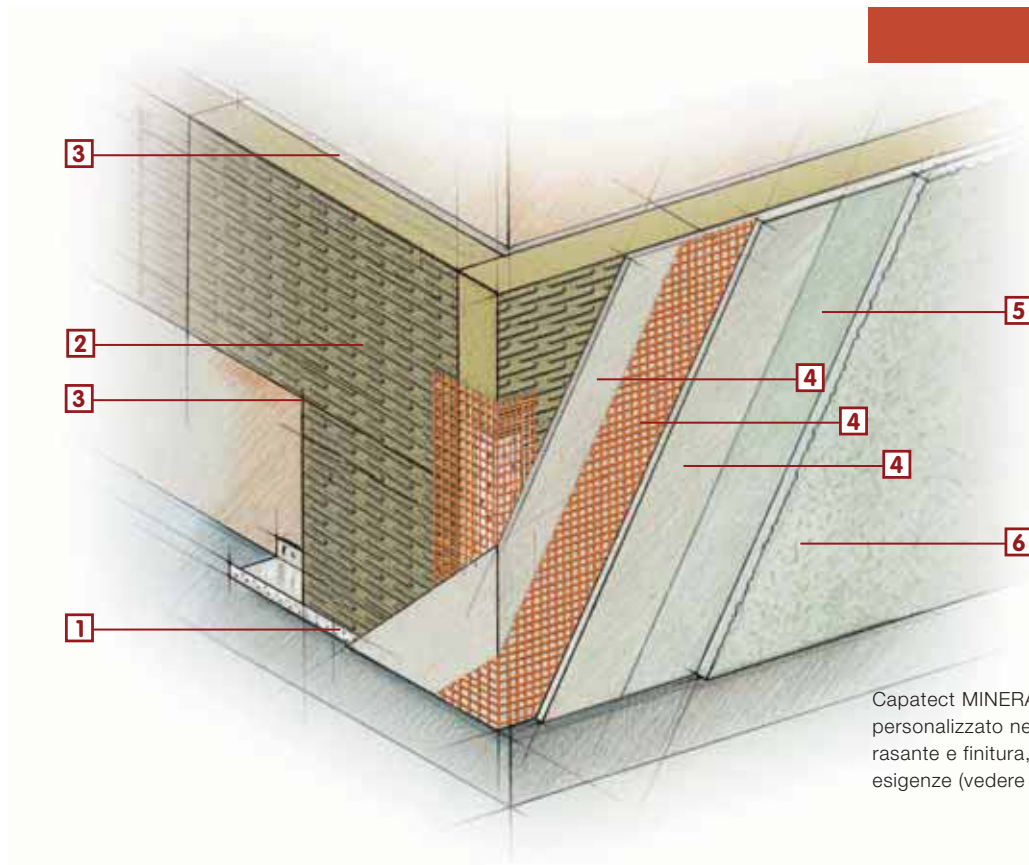 3
2
3
1
4
4
4
5
6
Capatect MINERA
personalizzato ne
rasante e finitura,
esigenze (vedere